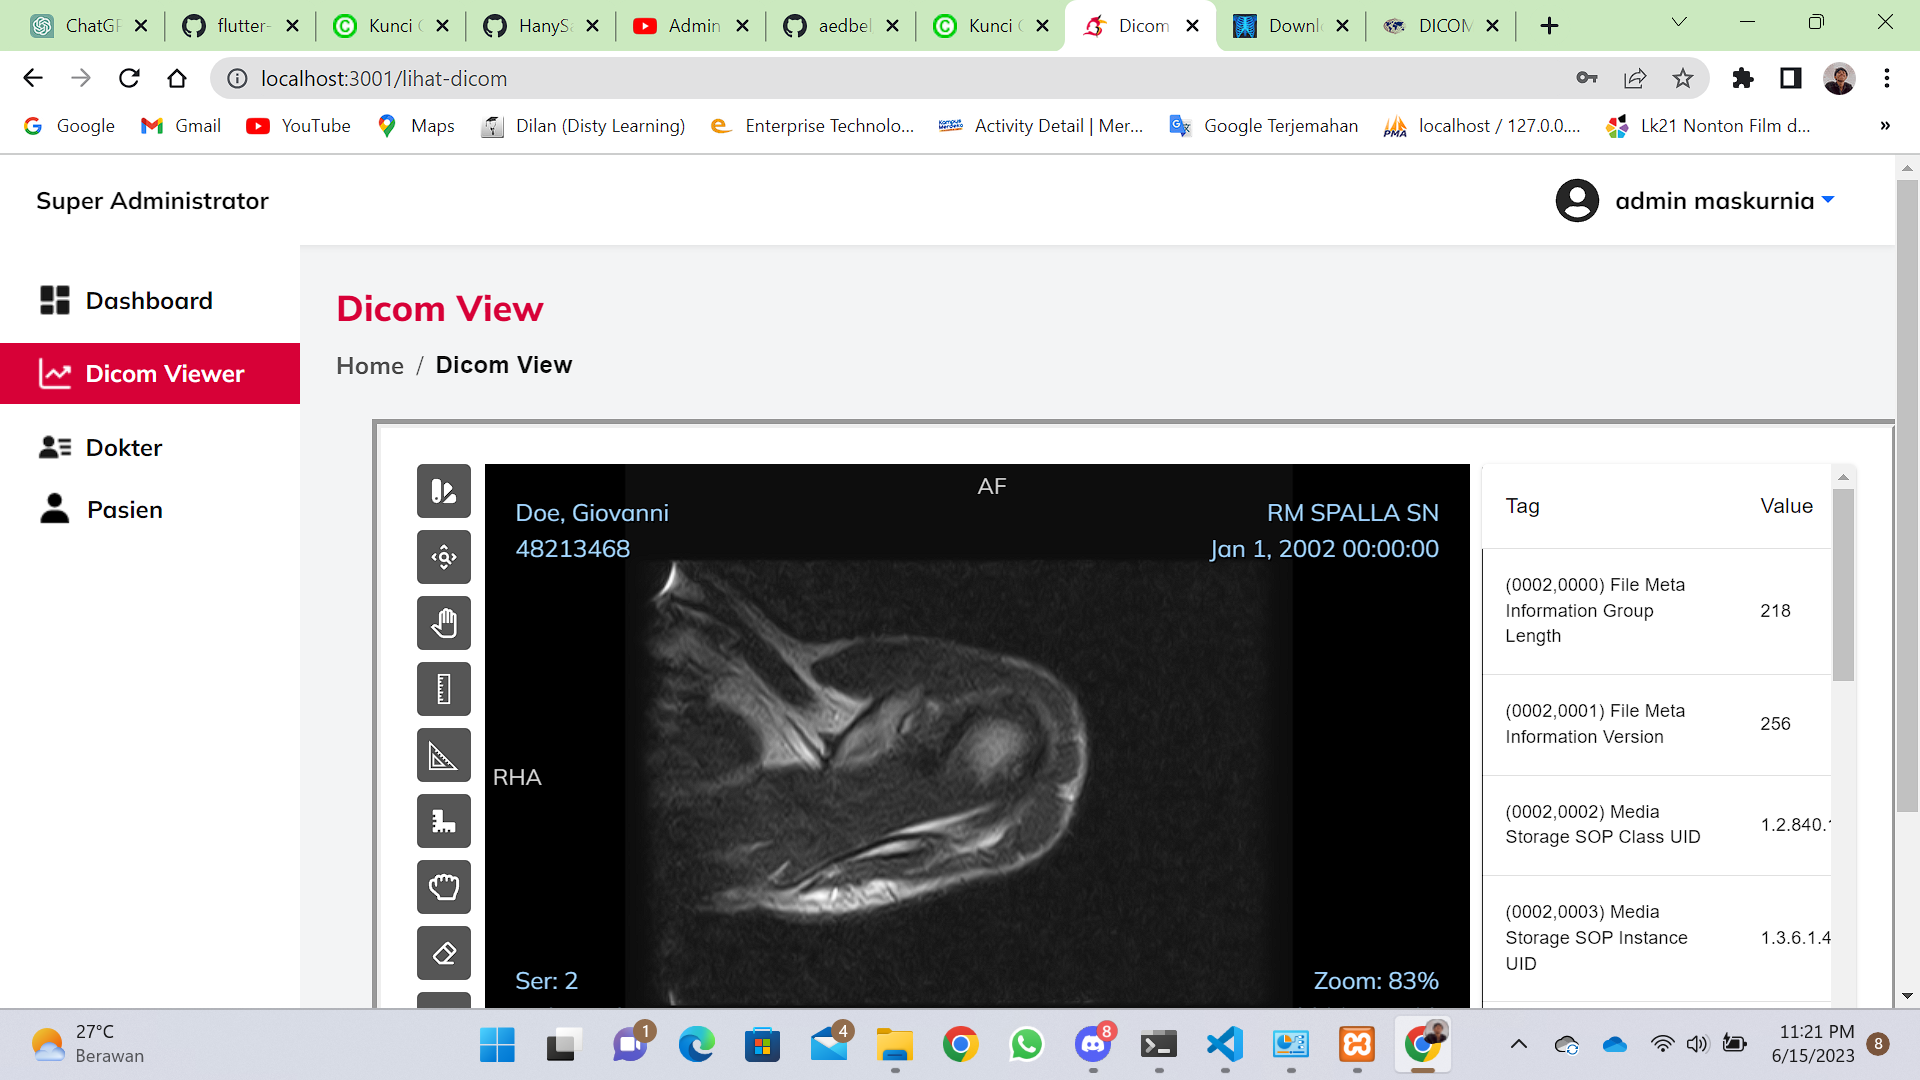 ChatGP
flutter-
Kunci
HanySa
Admin
aedbel
Kunci
Dicom
Downl
DICOM
localhost:3001/lihat-dicom
Google
Gmail
YouTube
Maps
Dilan (Disty Learning)
Enterprise Technolo...
Activity Detail | Mer...
Google Terjemahan
localhost / 127.0.0....
Lk21 Nonton Film d...
»
Super Administrator
admin maskurnia
Dashboard
Dicom Viewer
Dokter
Pasien
Dicom View
Home / Dicom View
AF
Doe, Giovanni
48213468
RM SPALLA SN
Jan 1, 2002 00:00:00
RHA
Ser: 2
Zoom: 83%
Tag Value
(0002,0000) File Meta
Information Group
Length
218
(0002,0001) File Meta
Information Version
256
(0002,0002) Media
Storage SOP Class UID
1.2.840.1
(0002,0003) Media
Storage SOP Instance
UID
1.3.6.1.4
27°C
Berawan
1
4
8
11:21 PM
6/15/2023
8